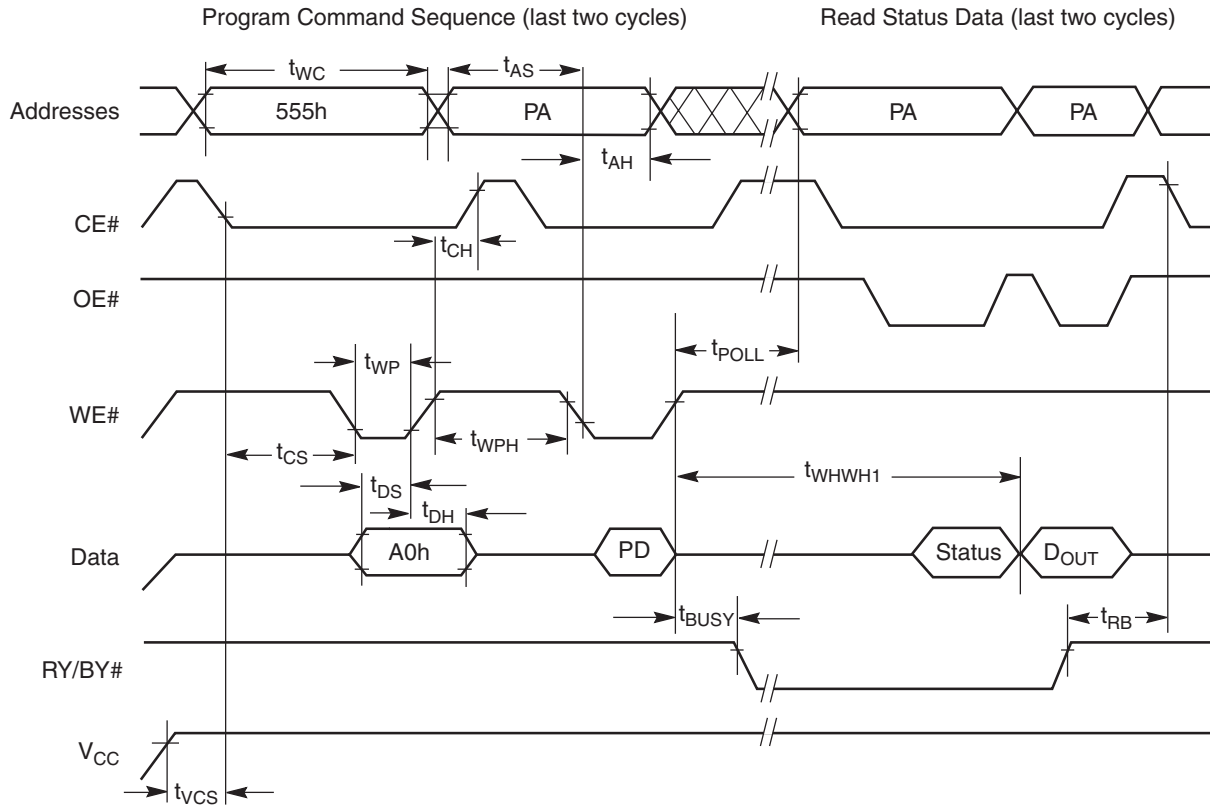 Program Command Sequence (last two cycles)
Read Status Data (last two cycles)
tWC
tAS
Addresses
555h
PA
PA
PA
tAH
CE#
tCH
OE#
tPOLL
tWP
WE#
tWPH
tCS
tWHWH1
tDS
tDH
Data
A0h
PD
Status
DOUT
tBUSY
tRB
RY/BY#
VCC
tVCS